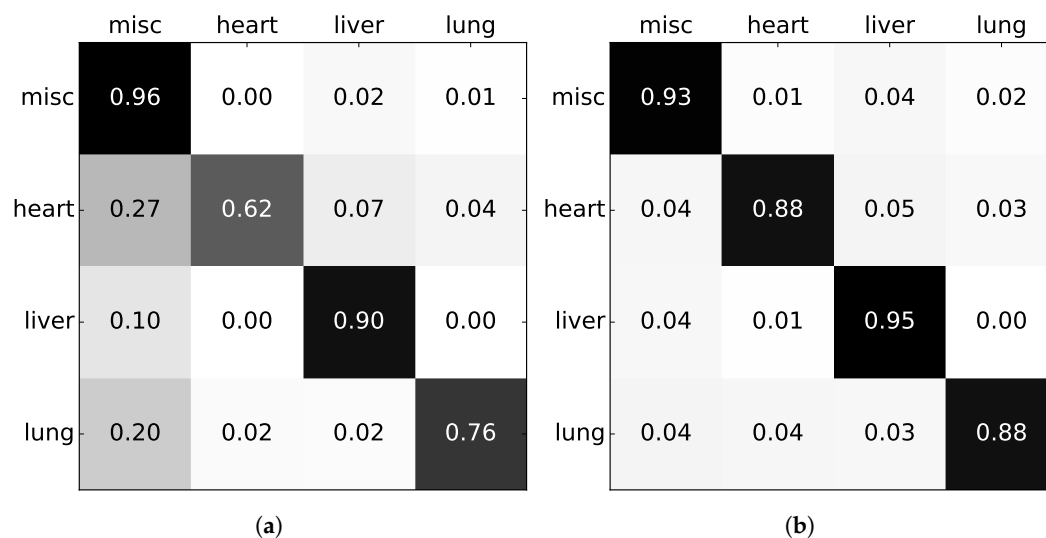 misc heart liver lung
misc 0.96 0.00 0.02 0.01
heart 0.27 0.62 0.07 0.04
liver 0.10 0.00 0.90 0.00
lung 0.20 0.02 0.02 0.76
(a)
misc heart liver lung
misc 0.93 0.01 0.04 0.02
heart 0.04 0.88 0.05 0.03
liver 0.04 0.01 0.95 0.00
lung 0.04 0.04 0.03 0.88
(b)